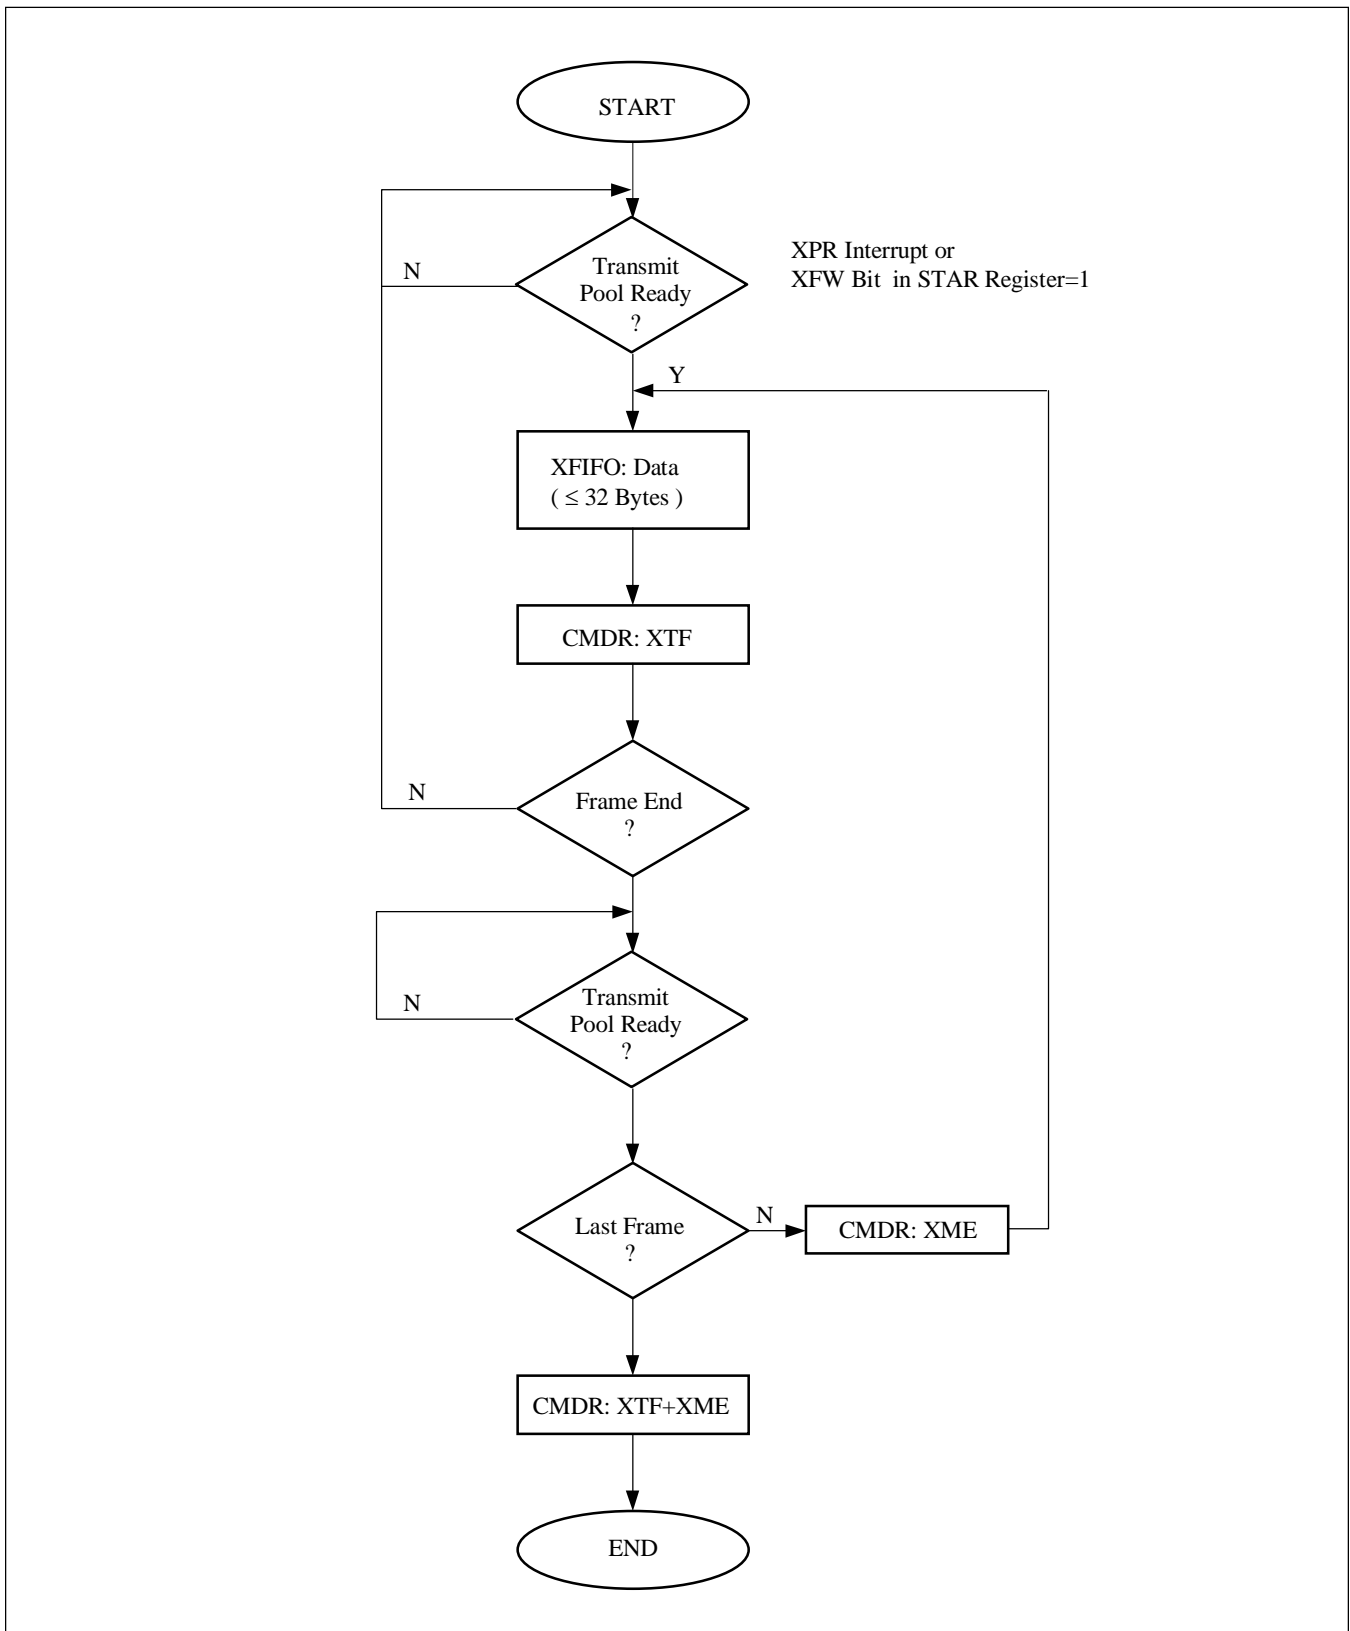 START
N
Transmit
Pool Ready
?
XPR Interrupt or
XFW Bit in STAR Register=1
Y
XFIFO: Data
( ≤ 32 Bytes )
CMDR: XTF
N
Frame End
?
N
Transmit
Pool Ready
?
Last Frame
?
N
CMDR: XME
CMDR: XTF+XME
END